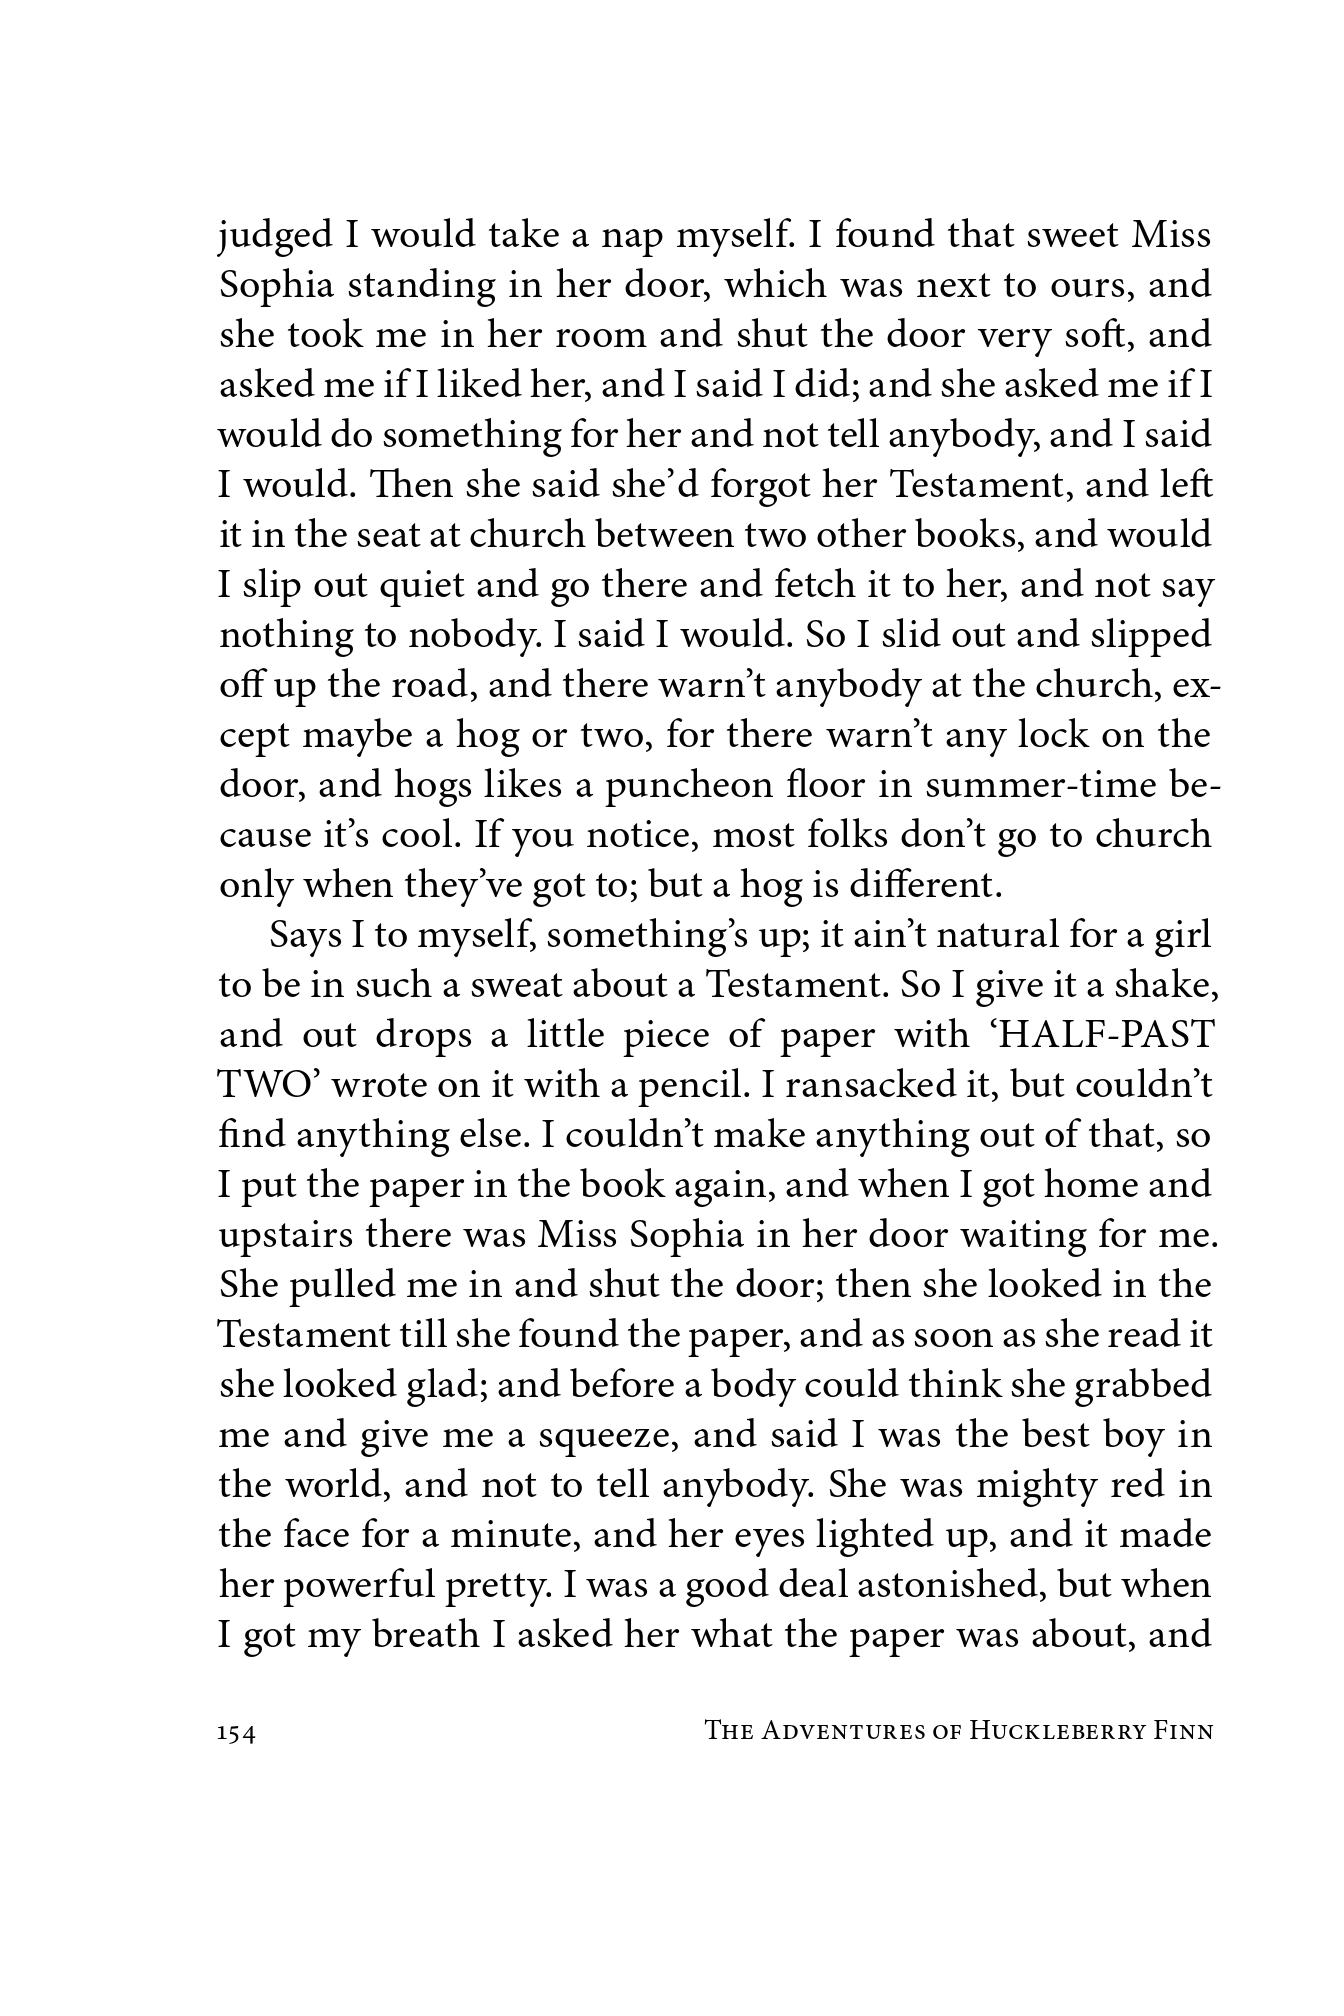 judged I would take a nap myself. I found that sweet Miss
Sophia standing in her door, which was next to ours, and
she took me in her room and shut the door very soft, and
asked me if I liked her, and I said I did; and she asked me if I
would do something for her and not tell anybody, and I said
I would. Then she said she’d forgot her Testament, and left
it in the seat at church between two other books, and would
I slip out quiet and go there and fetch it to her, and not say
nothing to nobody. I said I would. So I slid out and slipped
off up the road, and there warn’t anybody at the church, ex-
cept maybe a hog or two, for there warn’t any lock on the
door, and hogs likes a puncheon floor in summer-time be-
cause it’s cool. If you notice, most folks don’t go to church
only when they’ve got to; but a hog is different.
Says I to myself, something’s up; it ain’t natural for a girl
to be in such a sweat about a Testament. So I give it a shake,
and out drops a little piece of paper with ‘HALF-PAST
TWO’ wrote on it with a pencil. I ransacked it, but couldn’t
find anything else. I couldn’t make anything out of that, so
I put the paper in the book again, and when I got home and
upstairs there was Miss Sophia in her door waiting for me.
She pulled me in and shut the door; then she looked in the
Testament till she found the paper, and as soon as she read it
she looked glad; and before a body could think she grabbed
me and give me a squeeze, and said I was the best boy in
the world, and not to tell anybody. She was mighty red in
the face for a minute, and her eyes lighted up, and it made
her powerful pretty. I was a good deal astonished, but when
I got my breath I asked her what the paper was about, and
154 The Adventures of Huckleberry Finn